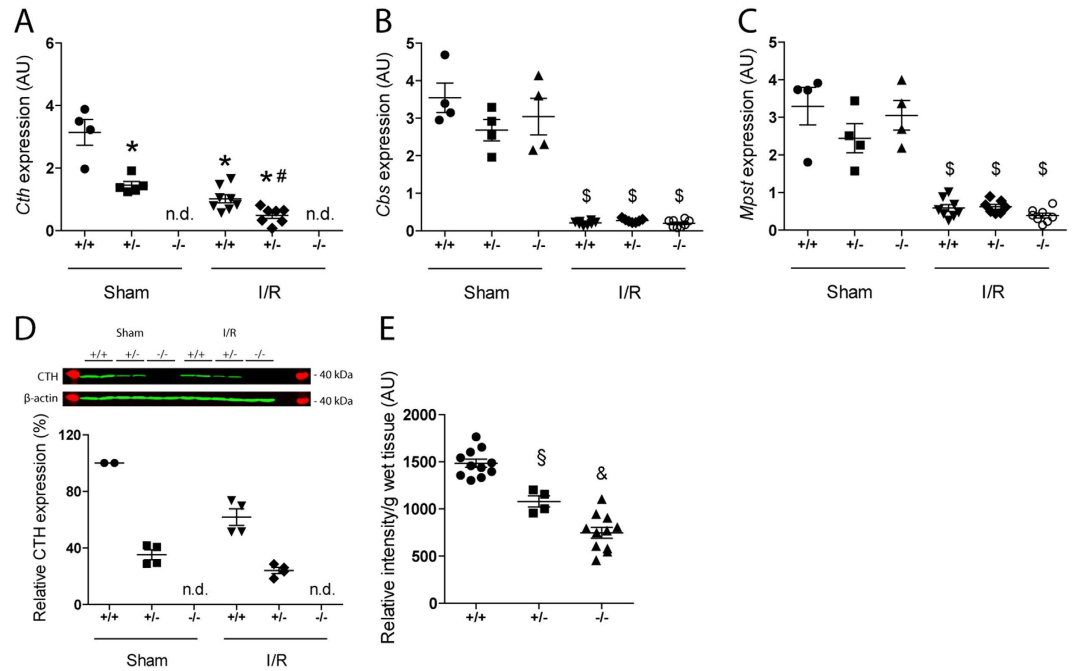 A
B
C
Cth expression (AU)
6
4
2
0
*
n.d.
*
*#
n.d.
+/+ +/- -/- +/+ +/- -/-
Sham I/R
Cbs expression (AU)
5
4
3
2
1
0
$ $ $
+/+ +/- -/- +/+ +/- -/-
Sham I/R
Mpst expression (AU)
5
4
3
2
1
0
$ $ $
+/+ +/- -/- +/+ +/- -/-
Sham I/R
D
Sham I/R
+/+ +/- -/- +/+ +/- -/-
CTH - 40 kDa
β-actin - 40 kDa
Relative CTH expression (%)
120
80
40
0
n.d. n.d.
+/+ +/- -/- +/+ +/- -/-
Sham I/R
E
Relative intensity/g wet tissue (AU)
2000
1500
1000
500
0
§
&
+/+ +/- -/-